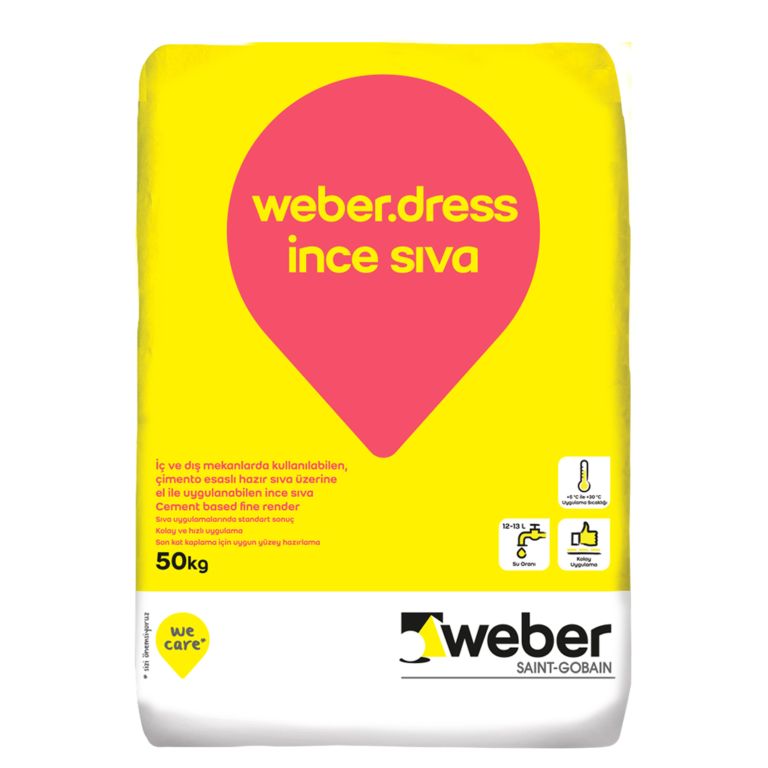 weber.dress
ince sıva
İç ve dış mekanlarda kullanılabilen,
çimento esaslı hazır sıva üzerine
el ile uygulanabilen ince sıva
Cement based fine render
Sıva uygulamalarında standart sonuç
Kolay ve hızlı uygulama
Son kat kaplama için uygun yüzey hazırlama
50kg
+5 °C ile +30 °C
Uygulama Sıcaklığı
12-13 L
Su Oranı
Kolay
Uygulama
we
care*
* sizi önemsiyoruz
weber
SAINT-GOBAIN